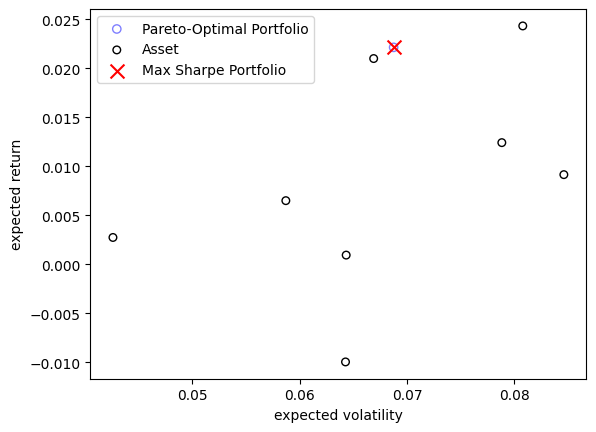 Pareto-Optimal Portfolio
Asset
Max Sharpe Portfolio
0.025
0.020
0.015
0.010
0.005
0.000
−0.005
−0.010
expected return
0.05 0.06 0.07 0.08
expected volatility